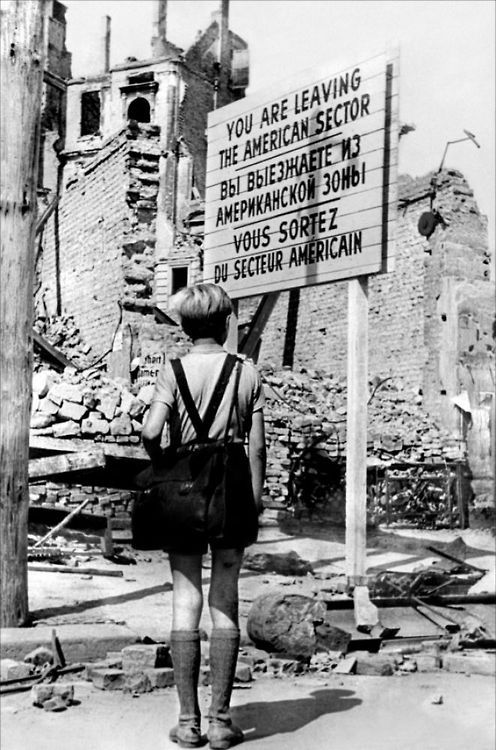 YOU ARE LEAVING
THE AMERICAN SECTOR
ВЫ ВЫЕЗЖАЕТЕ ИЗ
АМЕРИКАНСКОЙ ЗОНЫ
VOUS SORTEZ
DU SECTEUR AMERICAIN